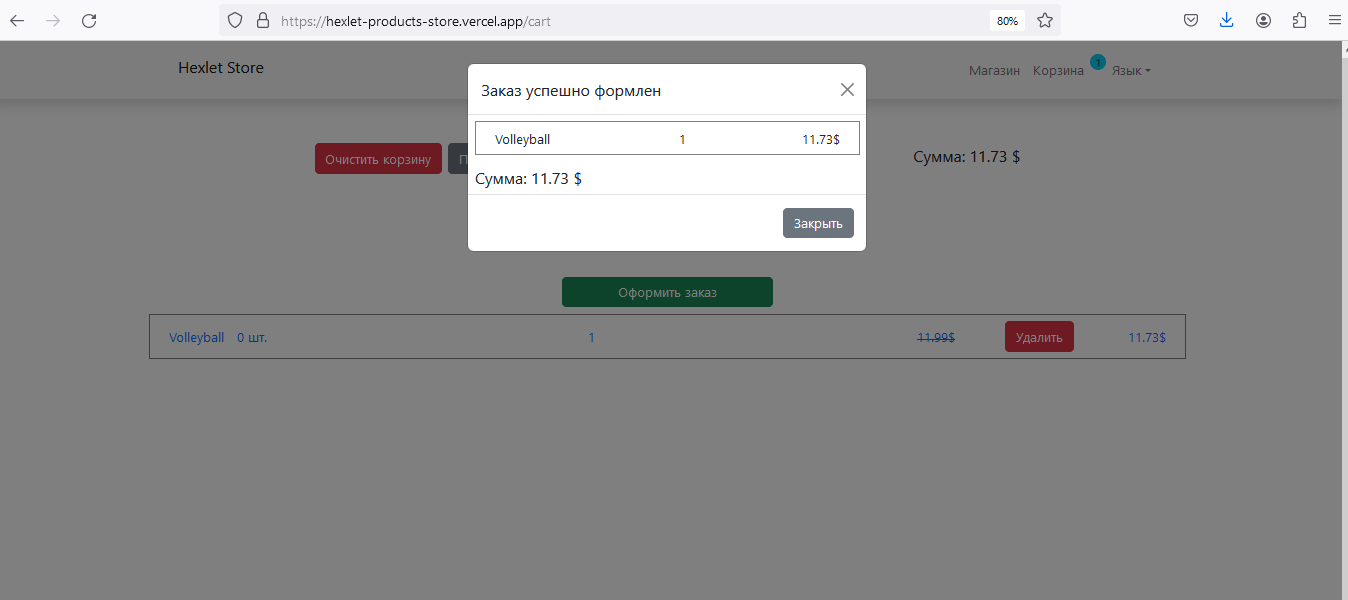 https://hexlet-products-store.vercel.app/cart 80%
Hexlet Store Магазин Корзина 1 Язык
Заказ успешно формлен
Volleyball 1 11.73$
Сумма: 11.73 $
Закрыть
Очистить корзину П Сумма: 11.73 $
Оформить заказ
Volleyball 0 шт. 1 11.99$ Удалить 11.73$